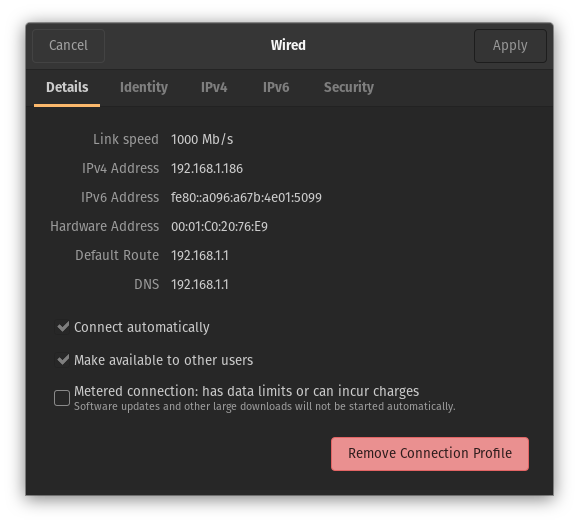 Cancel Wired Apply
Details Identity IPv4 IPv6 Security
Link speed 1000 Mb/s
IPv4 Address 192.168.1.186
IPv6 Address fe80::a096:a67b:4e01:5099
Hardware Address 00:01:C0:20:76:E9
Default Route 192.168.1.1
DNS 192.168.1.1
Connect automatically
Make available to other users
Metered connection: has data limits or can incur charges
Software updates and other large downloads will not be started automatically.
Remove Connection Profile